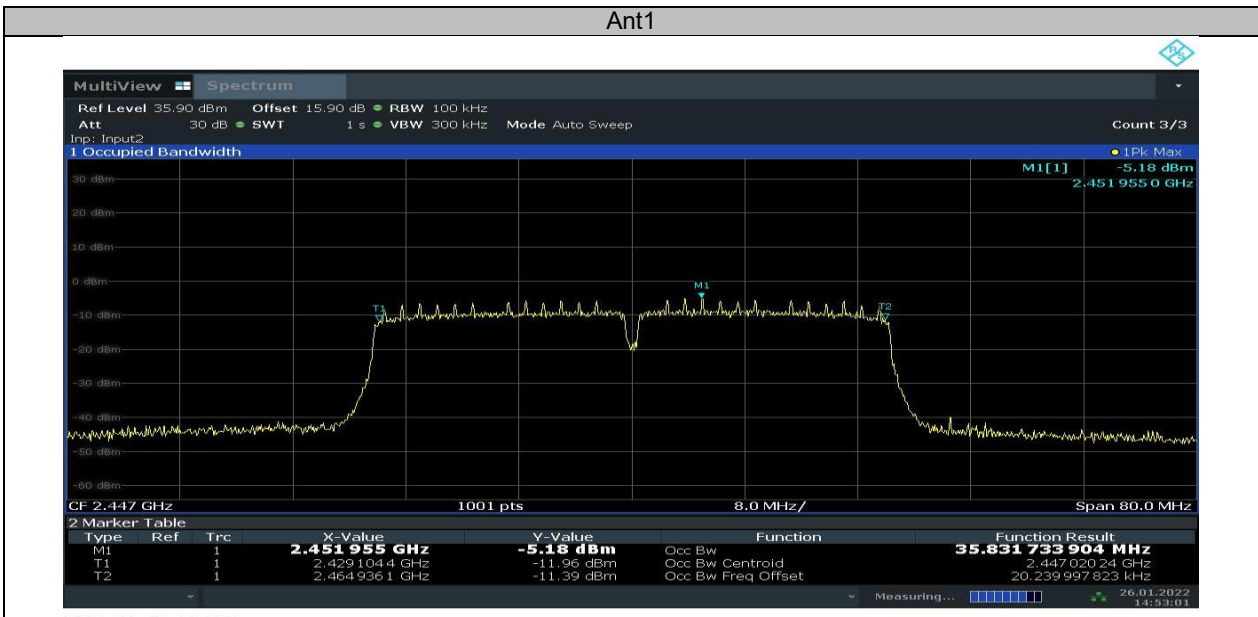 Ant1
R&S
MultiView Spectrum
Ref Level 35.90 dBm Offset 15.90 dB RBW 100 kHz
Att 30 dB SWT 1 s VBW 300 kHz Mode Auto Sweep Count 3/3
Inp: Input2
1 Occupied Bandwidth 1Pk Max
M1[1] -5.18 dBm
2.451 955 0 GHz
30 dBm
20 dBm
10 dBm
0 dBm
M1
T1 T2
-10 dBm
-20 dBm
-30 dBm
-40 dBm
-50 dBm
-60 dBm
CF 2.447 GHz 1001 pts 8.0 MHz/ Span 80.0 MHz
2 Marker Table
Type Ref Trc X-Value Y-Value Function Function Result
M1 1 2.451 955 GHz -5.18 dBm Occ Bw 35.831 733 904 MHz
T1 1 2.429 104 4 GHz -11.96 dBm Occ Bw Centroid 2.447 020 24 GHz
T2 1 2.464 936 1 GHz -11.39 dBm Occ Bw Freq Offset 20.239 997 823 kHz
Measuring... 26.01.2022
14:53:01